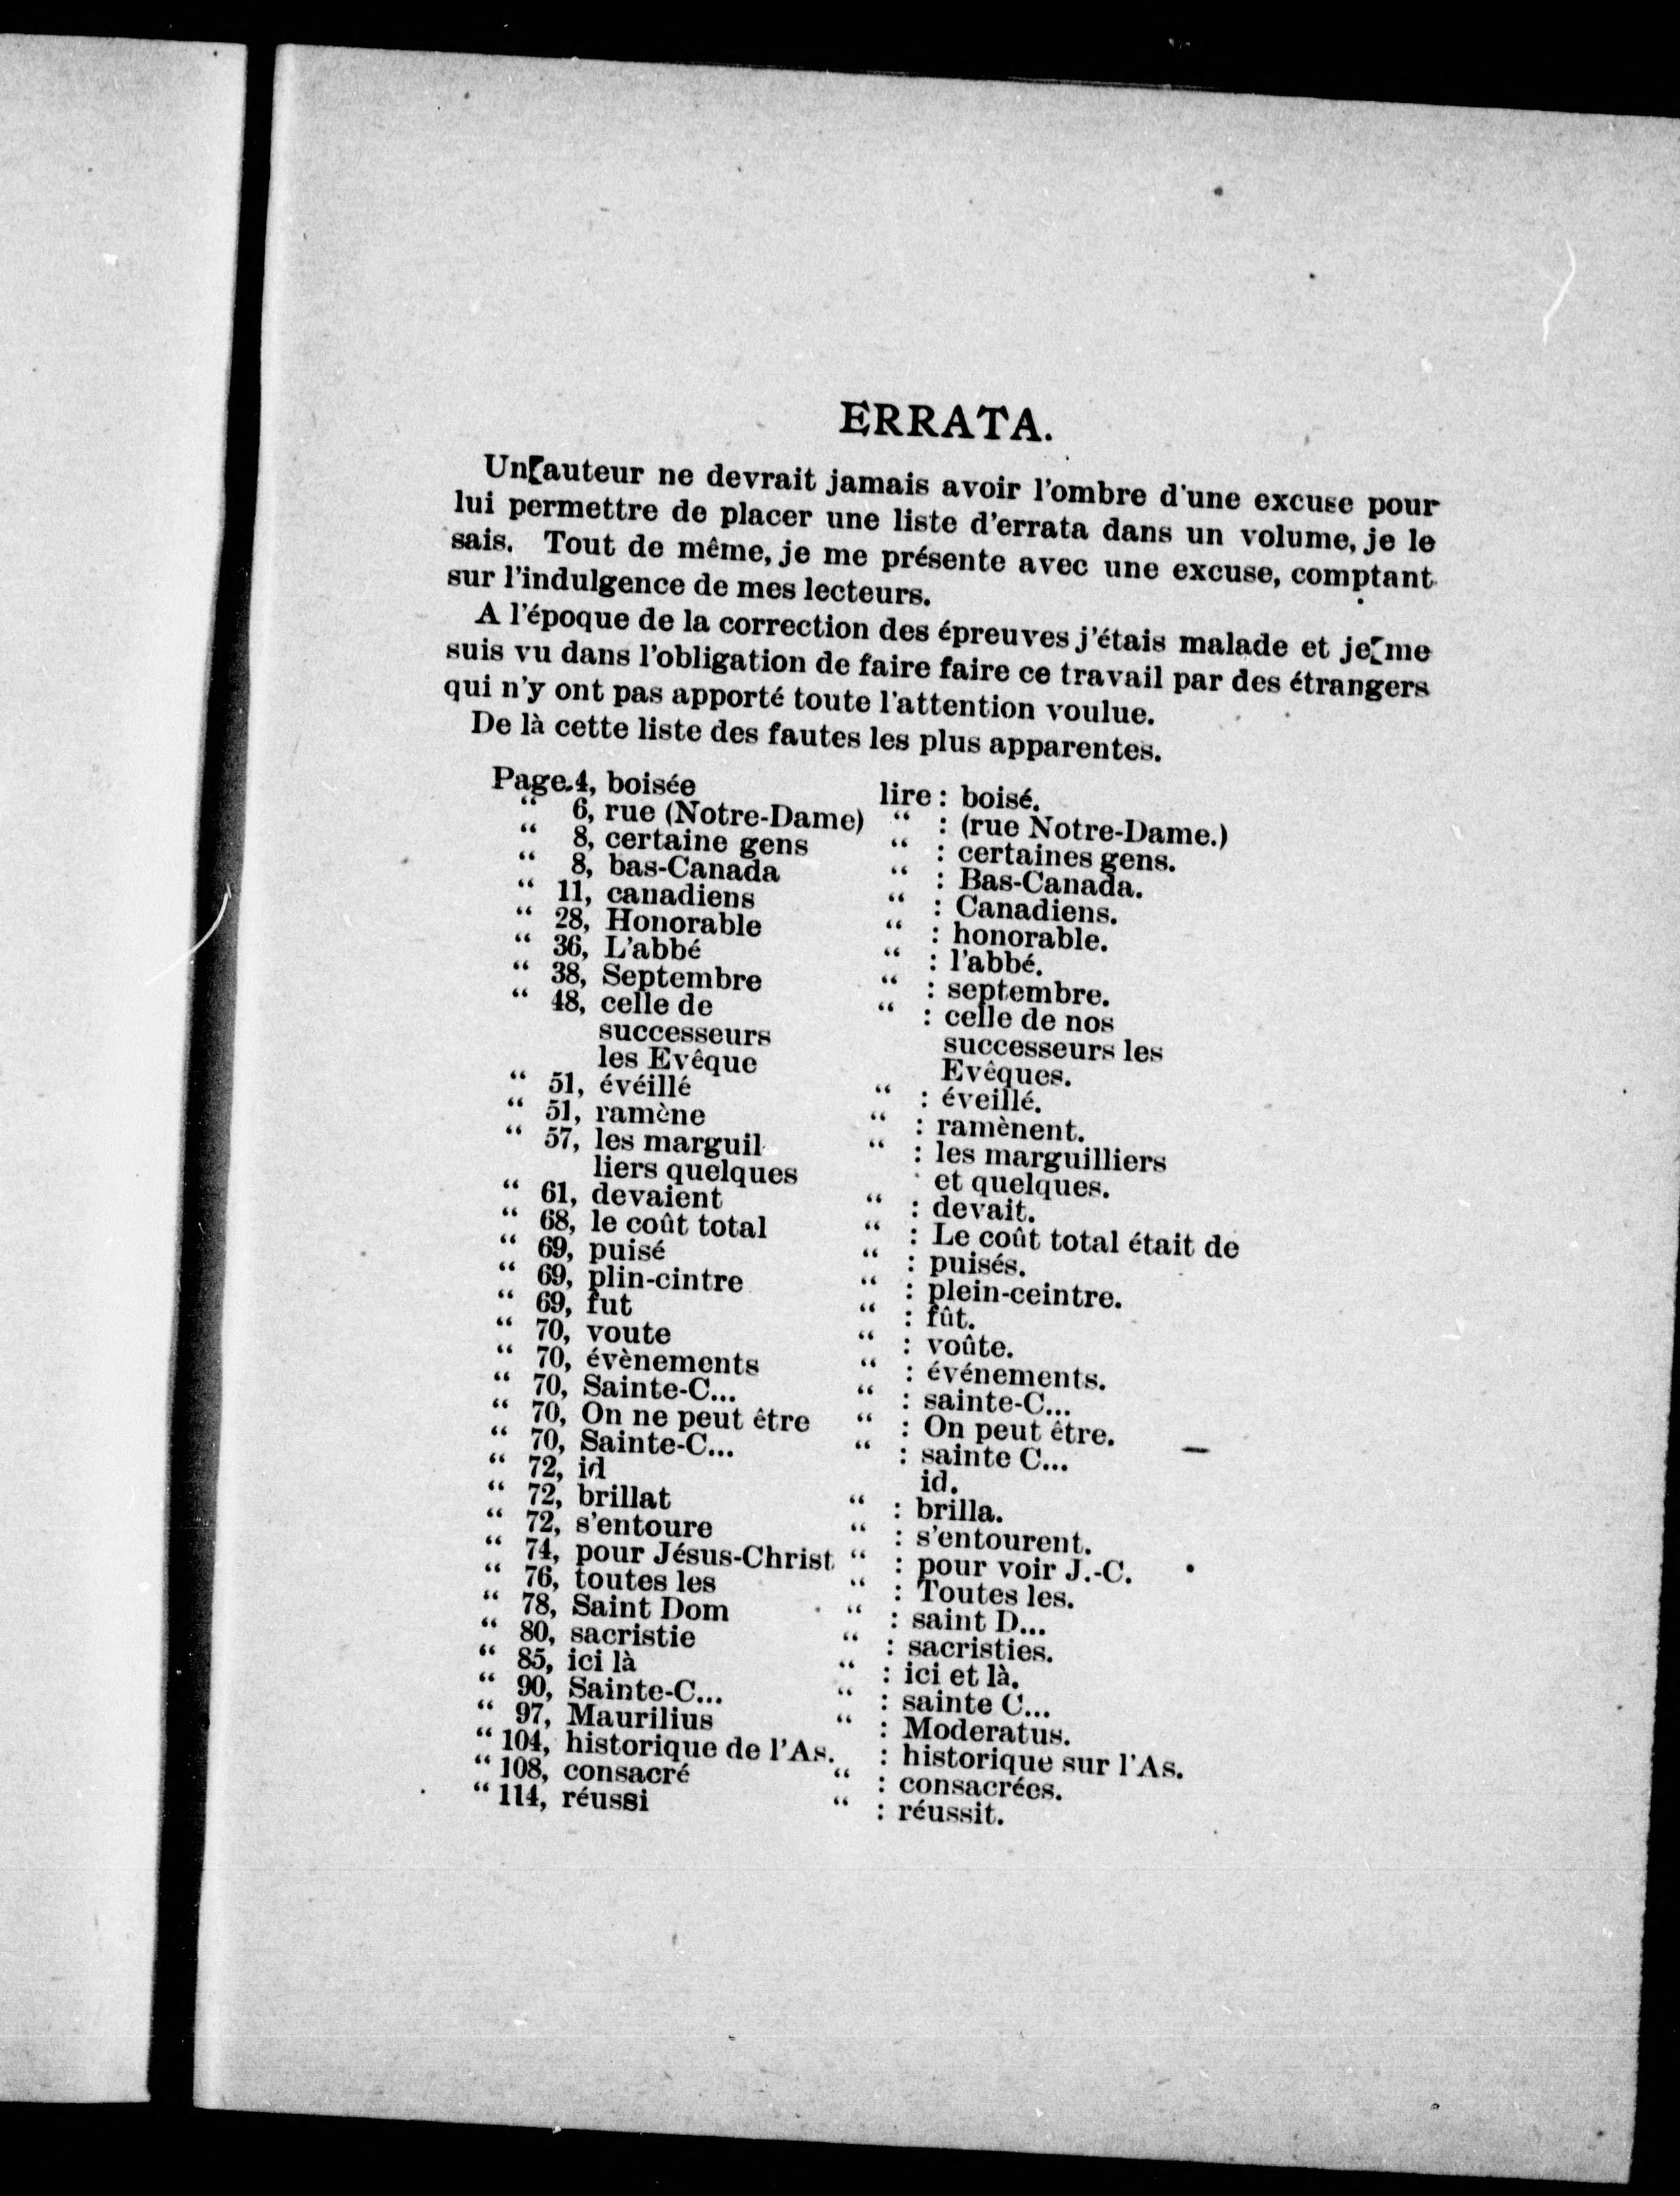 ERRATA.
Un auteur ne devrait jamais avoir l'ombre d'une excuse pour
lui permettre de placer une liste d'errata dans un volume, je le
sais. Tout de même, je me présente avec une excuse, comptant
sur l'indulgence de mes lecteurs.
A l'époque de la correction des épreuves j'étais malade et je me
suis vu dans l'obligation de faire faire ce travail par des étrangers
qui n'y ont pas apporté toute l'attention voulue.
De là cette liste des fautes les plus apparentes.
Page.4, boisée lire : boisé.
“ 6, rue (Notre-Dame) “ : (rue Notre-Dame.)
“ 8, certaine gens “ : certaines gens.
“ 8, bas-Canada “ : Bas-Canada.
“ 11, canadiens “ : Canadiens.
“ 28, Honorable “ : honorable.
“ 36, L'abbé “ : l'abbé.
“ 38, Septembre “ : septembre.
“ 48, celle de “ : celle de nos
successeurs successeurs les
les Evêque Evêques.
“ 51, évéillé “ : éveillé.
“ 51, ramène “ : ramènent.
“ 57, les marguil “ : les marguilliers
liers quelques et quelques.
“ 61, devaient “ : devait.
“ 68, le coût total “ : Le coût total était de
“ 69, puisé “ : puisés.
“ 69, plin-cintre “ : plein-ceintre.
“ 69, fut “ : fût.
“ 70, voute “ : voûte.
“ 70, évènements “ : événements.
“ 70, Sainte-C... “ : sainte-C...
“ 70, On ne peut être “ : On peut être.
“ 70, Sainte-C... “ : sainte C...
“ 72, id id.
“ 72, brillat “ : brilla.
“ 72, s'entoure “ : s'entourent.
“ 74, pour Jésus-Christ “ : pour voir J.-C.
“ 76, toutes les “ : Toutes les.
“ 78, Saint Dom “ : saint D...
“ 80, sacristie “ : sacristies.
“ 85, ici là “ : ici et là.
“ 90, Sainte-C... “ : sainte C...
“ 97, Maurilius “ : Moderatus.
“ 104, historique de l'As. : historique sur l'As.
“ 108, consacré “ : consacrées.
“ 114, réussi “ : réussit.